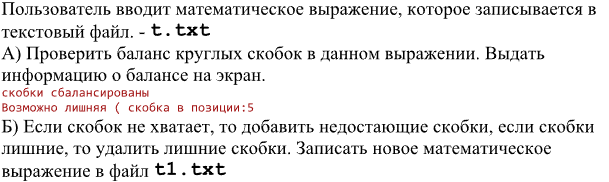 Пользователь вводит математическое выражение, которое записывается в
текстовый файл. - t.txt
А) Проверить баланс круглых скобок в данном выражении. Выдать
информацию о балансе на экран.
скобки сбалансированы
Возможно лишняя ( скобка в позиции:5
Б) Если скобок не хватает, то добавить недостающие скобки, если скобки
лишние, то удалить лишние скобки. Записать новое математическое
выражение в файл t1.txt